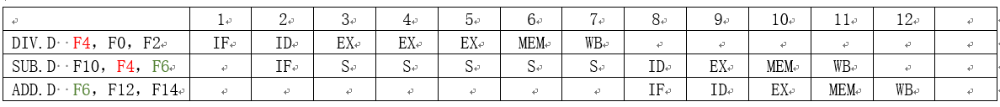 1 2 3 4 5 6 7 8 9 10 11 12
DIV.D F4, F0, F2 IF ID EX EX EX MEM WB
SUB.D F10, F4, F6 IF S S S S S ID EX MEM WB
ADD.D F6, F12, F14 IF ID EX MEM WB